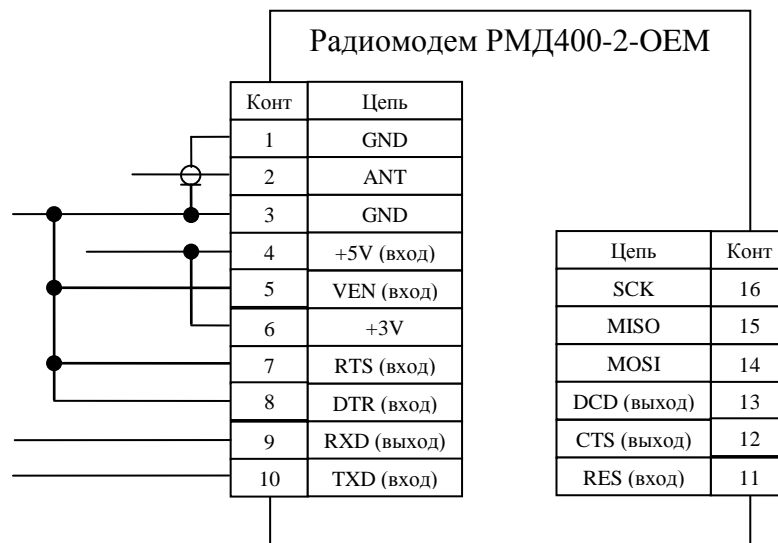 Радиомодем РМД400-2-OEM
Конт Цепь
1 GND
2 ANT
3 GND
4 +5V (вход)
5 VEN (вход)
6 +3V
7 RTS (вход)
8 DTR (вход)
9 RXD (выход)
10 TXD (вход)
Цепь Конт
SCK 16
MISO 15
MOSI 14
DCD (выход) 13
CTS (выход) 12
RES (вход) 11